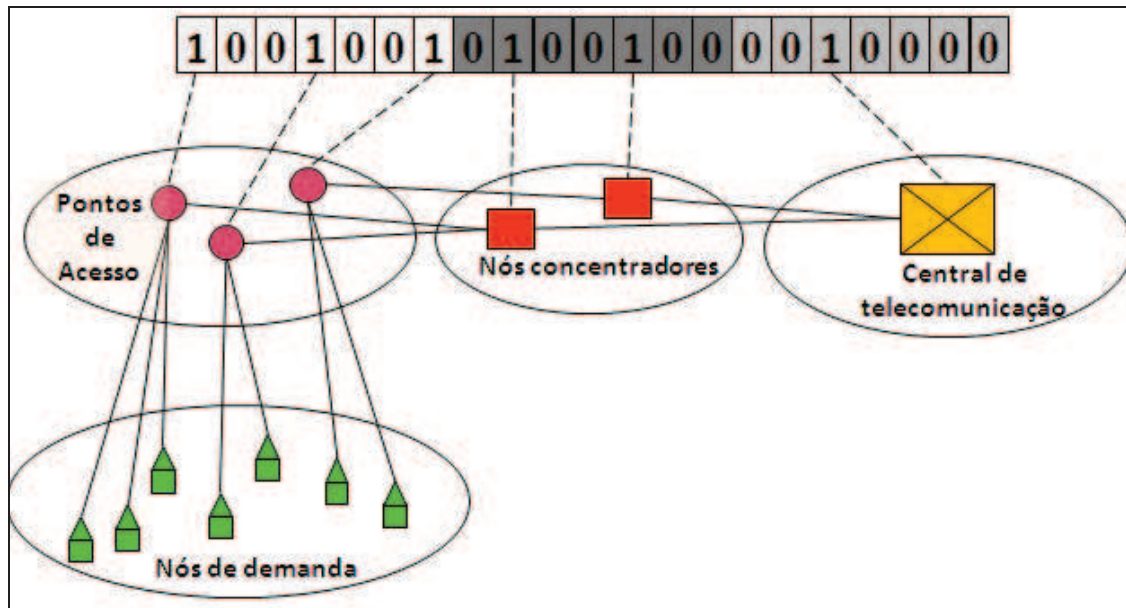 1 0 0 1 0 0 1 0 1 0 0 1 0 0 0 0 1 0 0 0 0
Pontos
de
Acesso
Nós concentradores
Central de
telecomunicação
Nós de demanda